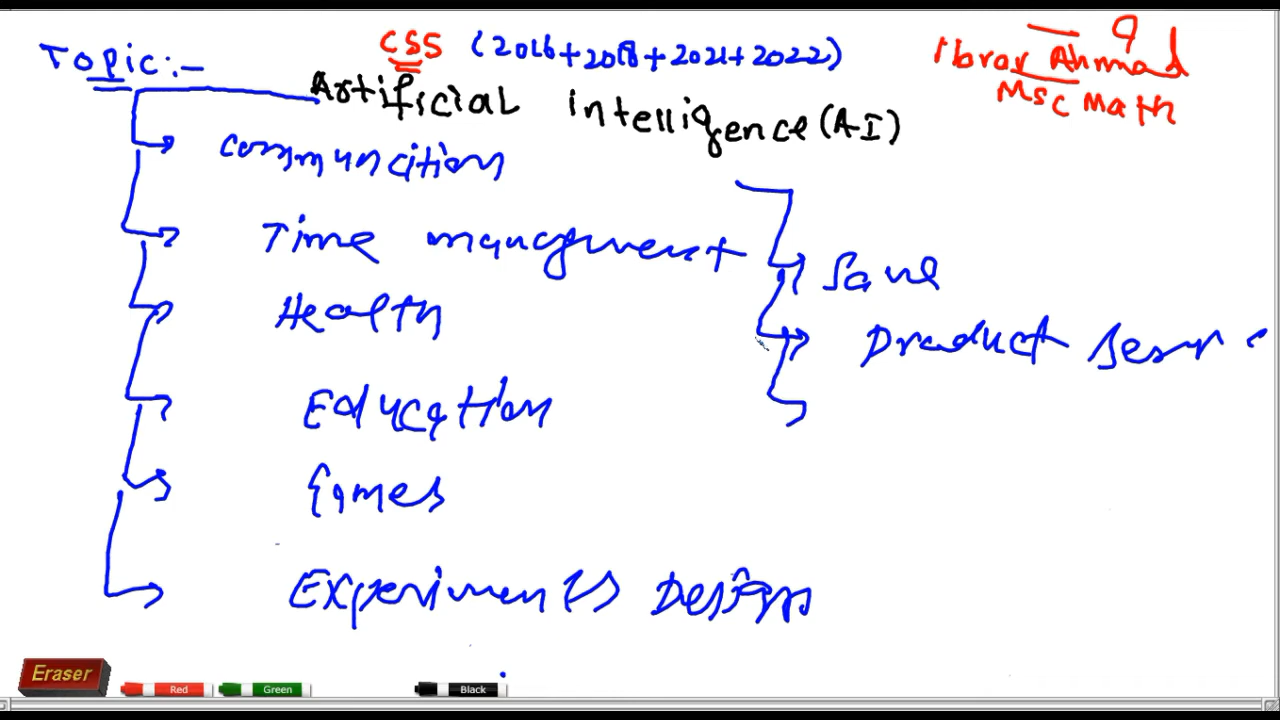 Topic:-
CSS (2016+2018+2021+2022)
Ibrar Ahmad
Msc Math
Artificial intelligence (AI)
communcition
Time management
Save
Health
Product
Education
Games
Experiments Design
Eraser
Red Green Black